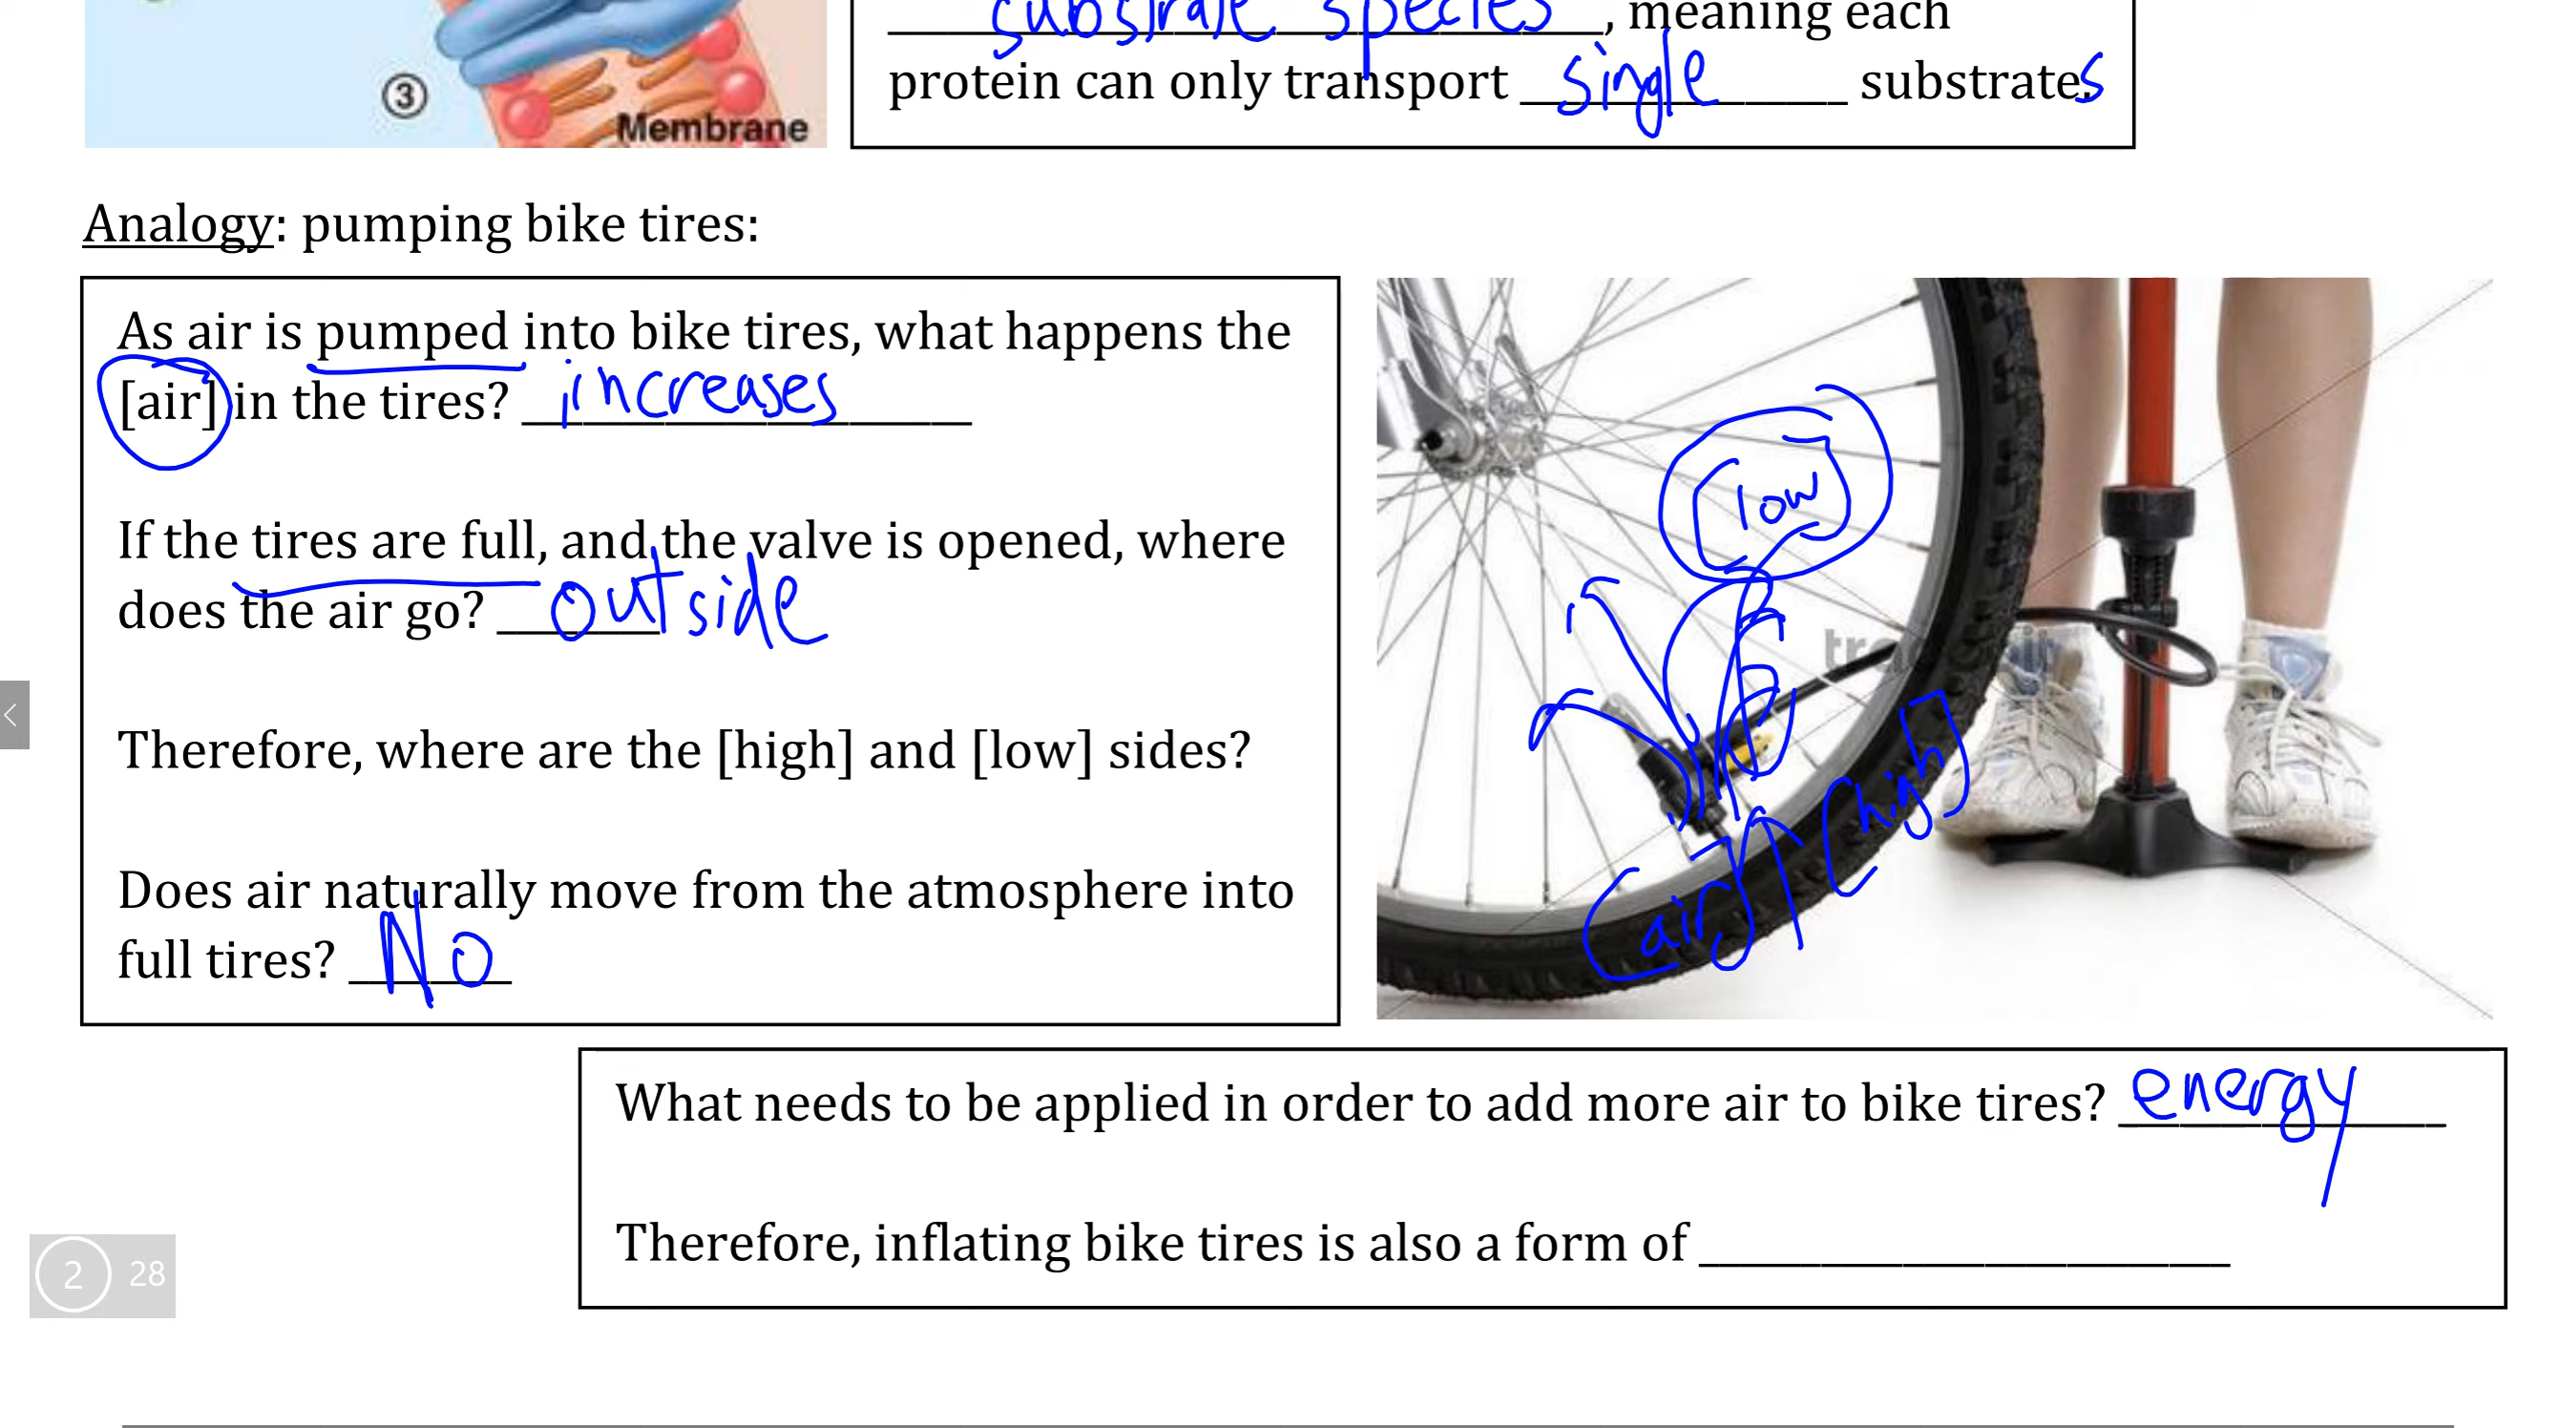 substrate species, meaning each
protein can only transport single substrates
③
Membrane
Analogy: pumping bike tires:
As air is pumped into bike tires, what happens the
[air] in the tires? increases
If the tires are full, and the valve is opened, where
does the air go? outside
Therefore, where are the [high] and [low] sides?
Does air naturally move from the atmosphere into
full tires? No
[low]
[high]
[air]
What needs to be applied in order to add more air to bike tires? energy
Therefore, inflating bike tires is also a form of
2 28